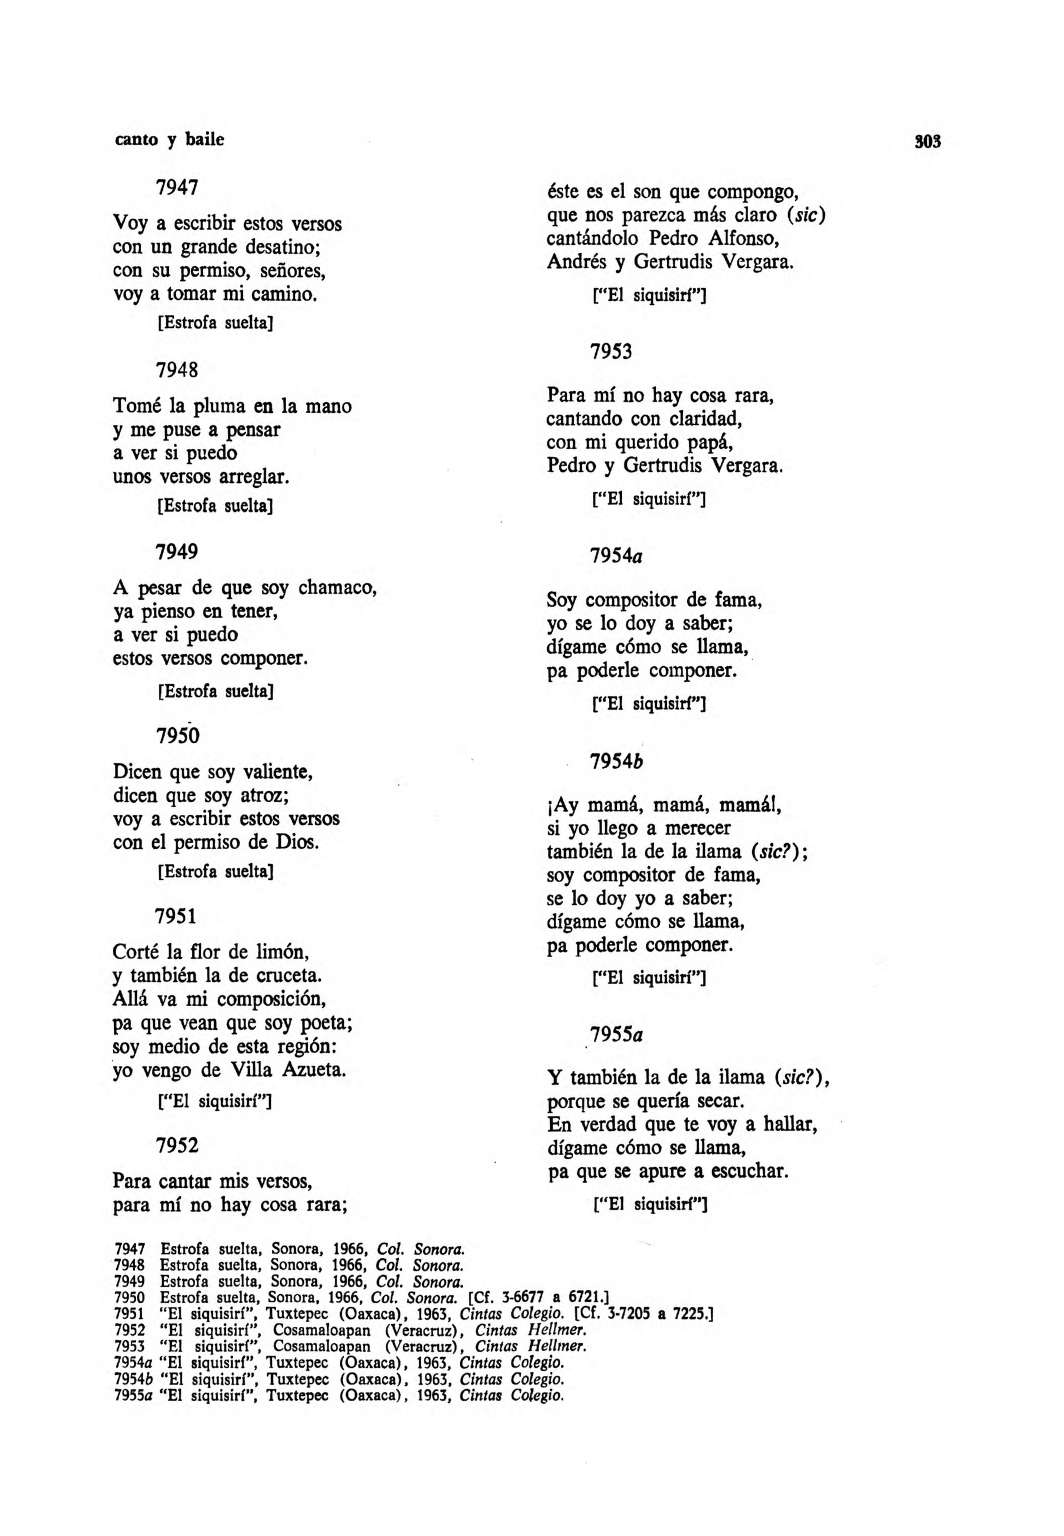 canto y baile
303
7947
Voy a escribir estos versos
con un grande desatino;
con su permiso, señores,
voy a tomar mi camino.
[Estrofa suelta]
7948
Tomé la pluma en la mano
y me puse a pensar
a ver si puedo
unos versos arreglar.
[Estrofa suelta]
7949
A pesar de que soy chamaco,
ya pienso en tener,
a ver si puedo
estos versos componer.
[Estrofa suelta]
7950
Dicen que soy valiente,
dicen que soy atroz;
voy a escribir estos versos
con el permiso de Dios.
[Estrofa suelta]
7951
Corté la flor de limón,
y también la de cruceta.
Allá va mi composición,
pa que vean que soy poeta;
soy medio de esta región:
yo vengo de Villa Azueta.
["El siquisirí"]
7952
Para cantar mis versos,
para mí no hay cosa rara;
éste es el son que compongo,
que nos parezca más claro (sic)
cantándolo Pedro Alfonso,
Andrés y Gertrudis Vergara.
["El siquisirí"]
7953
Para mí no hay cosa rara,
cantando con claridad,
con mi querido papá,
Pedro y Gertrudis Vergara.
["El siquisirí"]
7954a
Soy compositor de fama,
yo se lo doy a saber;
dígame cómo se llama,
pa poderle componer.
["El siquisirí"]
7954b
¡Ay mamá, mamá, mamá!,
si yo llego a merecer
también la de la ilama (sic?);
soy compositor de fama,
se lo doy yo a saber;
dígame cómo se llama,
pa poderle componer.
["El siquisirí"]
7955a
Y también la de la ilama (sic?),
porque se quería secar.
En verdad que te voy a hallar,
dígame cómo se llama,
pa que se apure a escuchar.
["El siquisirí"]
7947 Estrofa suelta, Sonora, 1966, Col. Sonora.
7948 Estrofa suelta, Sonora, 1966, Col. Sonora.
7949 Estrofa suelta, Sonora, 1966, Col. Sonora.
7950 Estrofa suelta, Sonora, 1966, Col. Sonora. [Cf. 3-6677 a 6721.]
7951 "El siquisirí", Tuxtepec (Oaxaca), 1963, Cintas Colegio. [Cf. 3-7205 a 7225.]
7952 "El siquisirí", Cosamaloapan (Veracruz), Cintas Hellmer.
7953 "El siquisirí", Cosamaloapan (Veracruz), Cintas Hellmer.
7954a "El siquisirí", Tuxtepec (Oaxaca), 1963, Cintas Colegio.
7954b "El siquisirí", Tuxtepec (Oaxaca), 1963, Cintas Colegio.
7955a "El siquisirí", Tuxtepec (Oaxaca), 1963, Cintas Colegio.